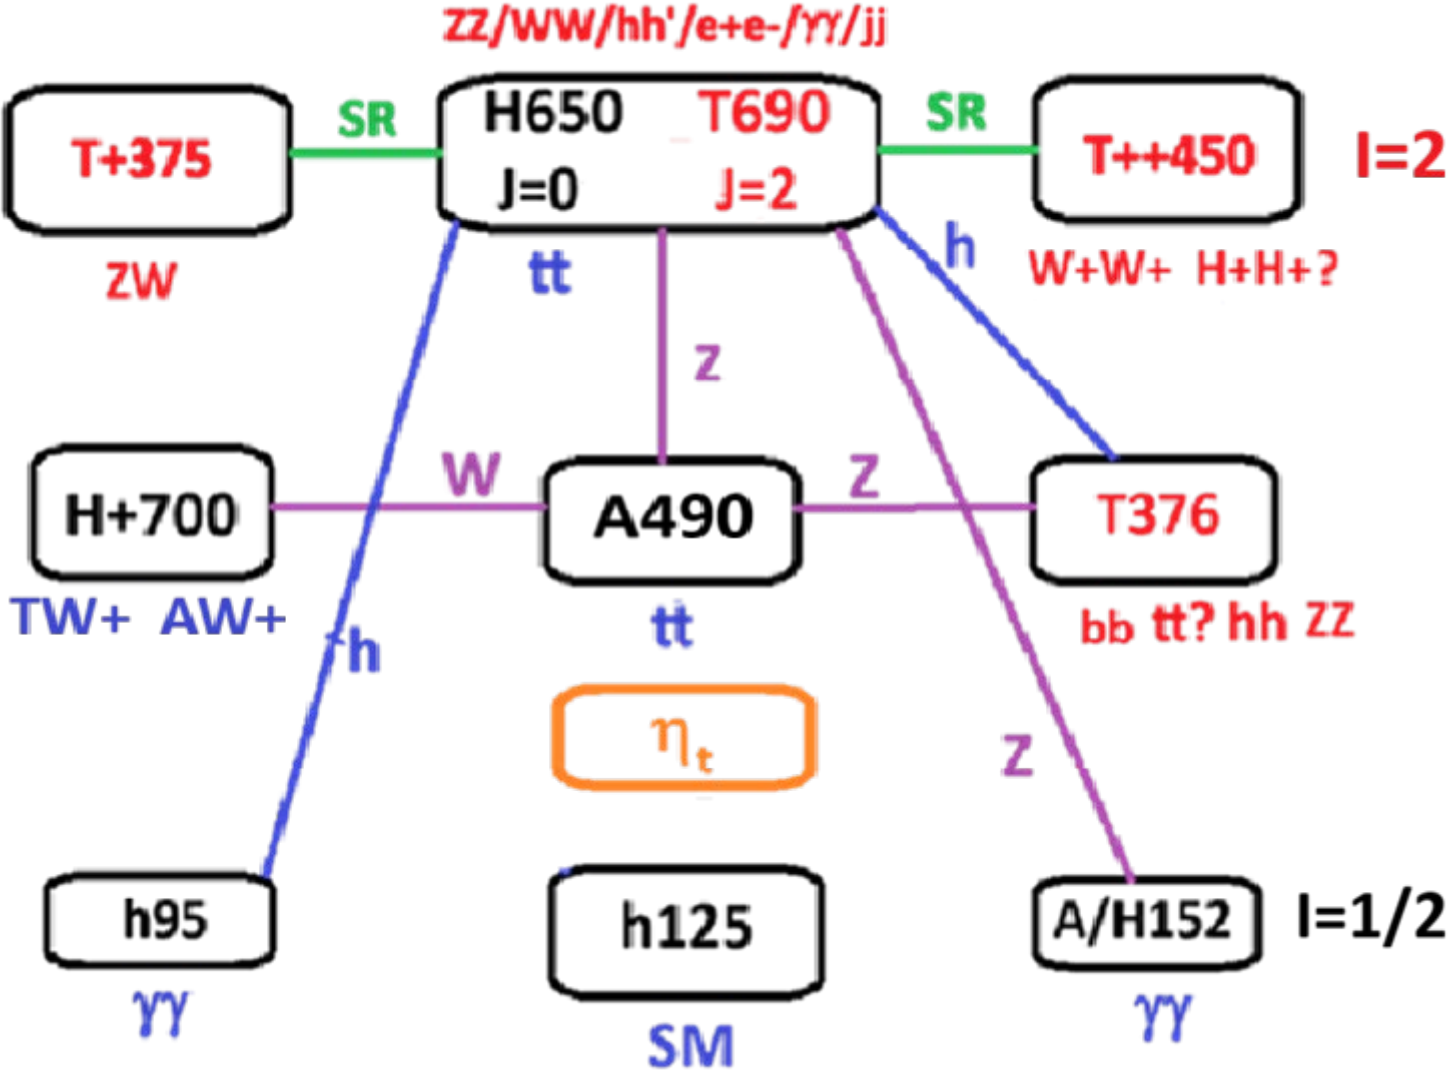 ZZ/WW/hh'/e+e-/γγ/jj
T+375
SR
H650 T690
J=0 J=2
SR
T++450
I=2
ZW
tt
h
W+W+ H+H+?
z
H+700
W
A490
Z
T376
TW+ AW+
h
tt
bb tt? hh ZZ
ηt
Z
h95
h125
A/H152
I=1/2
γγ
SM
γγ